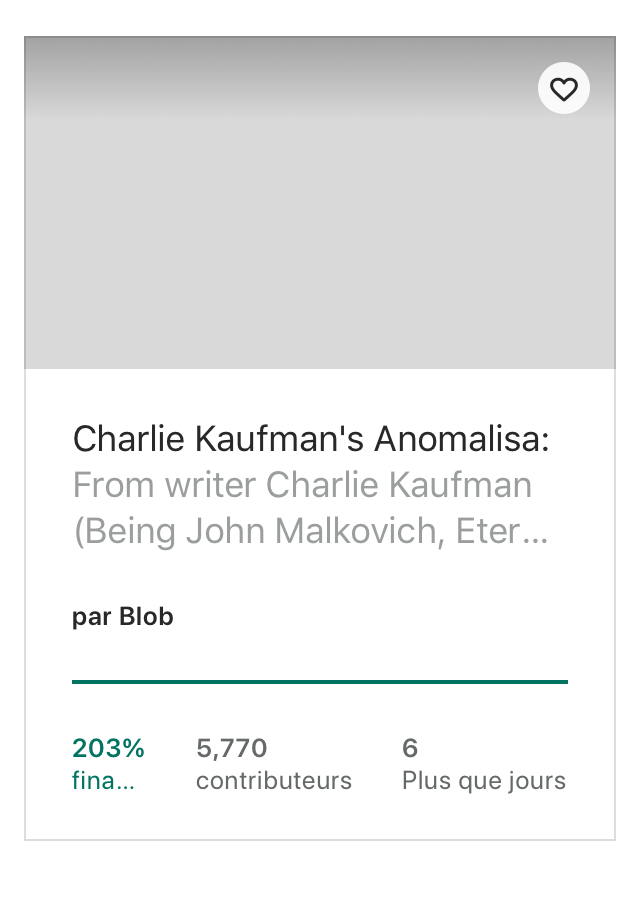 Charlie Kaufman's Anomalisa:
From writer Charlie Kaufman
(Being John Malkovich, Eter...
par Blob
203% 5,770 6
fina... contributeurs Plus que jours